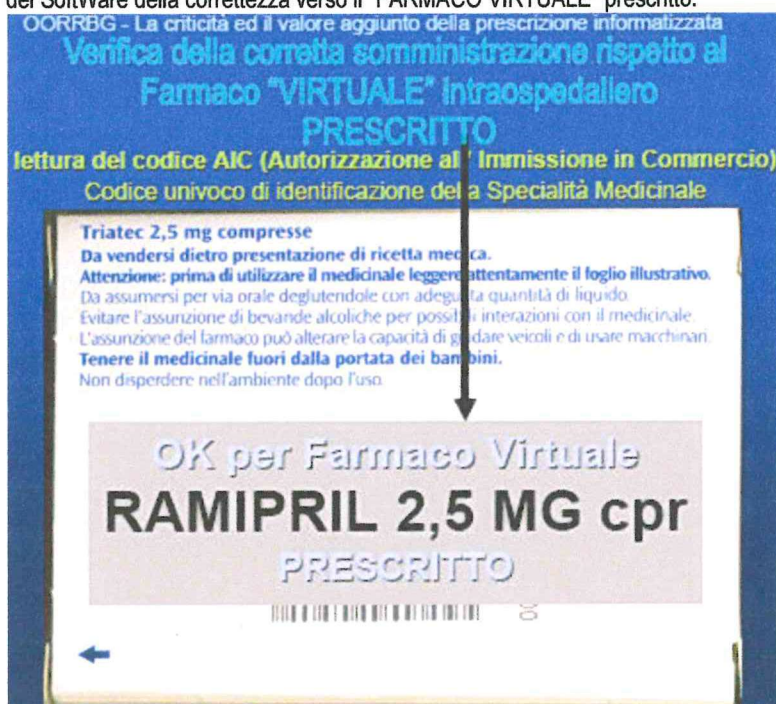 del SoftWare della correttezza verso il "FARMACO VIRTUALE" prescritto.
OORRBG - La criticità ed il valore aggiunto della prescrizione informatizzata
Verifica della corretta somministrazione rispetto al
Farmaco "VIRTUALE" Intraospedaliero
PRESCRITTO
lettura del codice AIC (Autorizzazione all' Immissione in Commercio)
Codice univoco di identificazione della Specialità Medicinale
Triatec 2,5 mg compresse
Da vendersi dietro presentazione di ricetta medica.
Attenzione: prima di utilizzare il medicinale leggere attentamente il foglio illustrativo.
Da assumersi per via orale deglutendole con adeguata quantità di liquido.
Evitare l'assunzione di bevande alcoliche per possibili interazioni con il medicinale.
L'assunzione del farmaco può alterare la capacità di guidare veicoli e di usare macchinari.
Tenere il medicinale fuori dalla portata dei bambini.
Non disperdere nell'ambiente dopo l'uso.
OK per Farmaco Virtuale
RAMIPRIL 2,5 MG cpr
PRESCRITTO